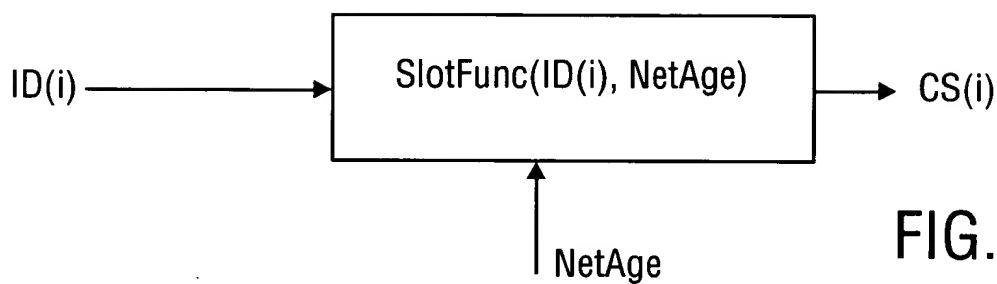 ID(i)
SlotFunc(ID(i), NetAge)
CS(i)
NetAge
FIG.